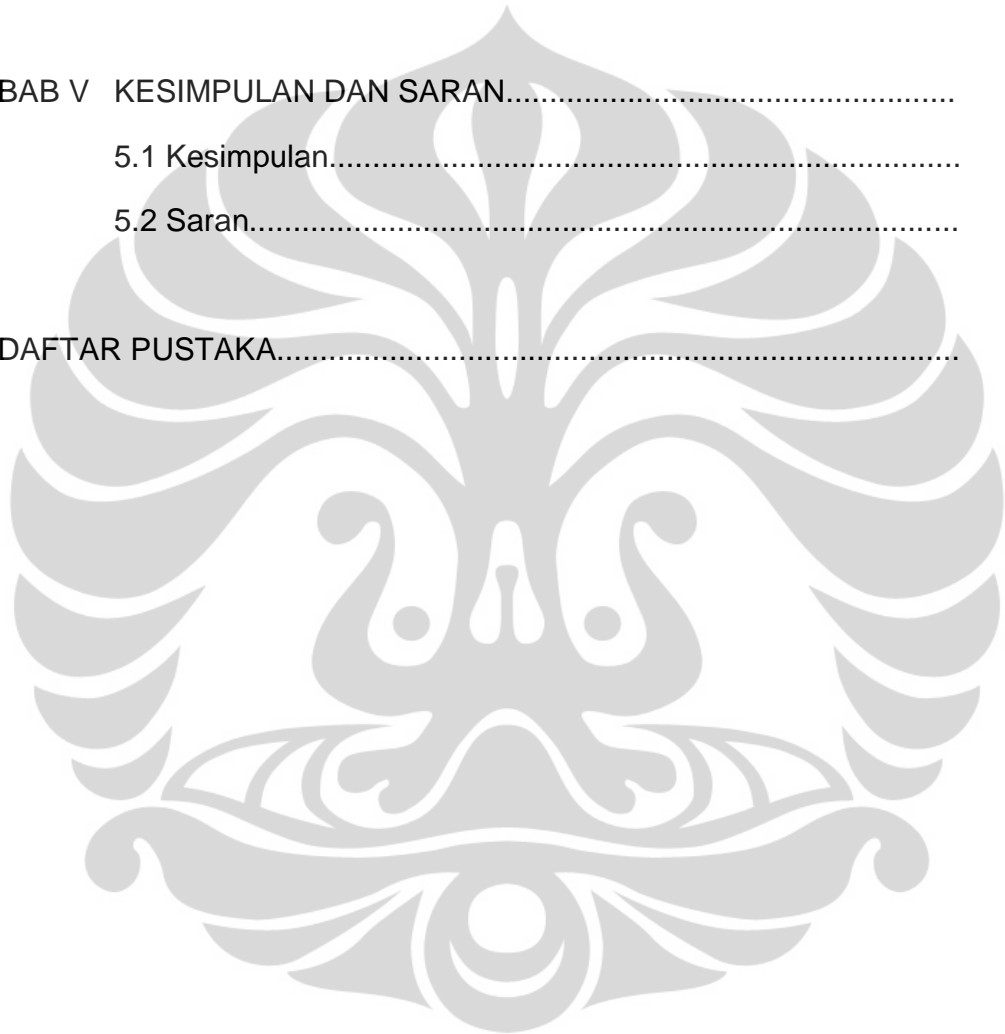 BAB V KESIMPULAN DAN SARAN......................................................
5.1 Kesimpulan............................................................................
5.2 Saran......................................................................................
DAFTAR PUSTAKA..................................................................................